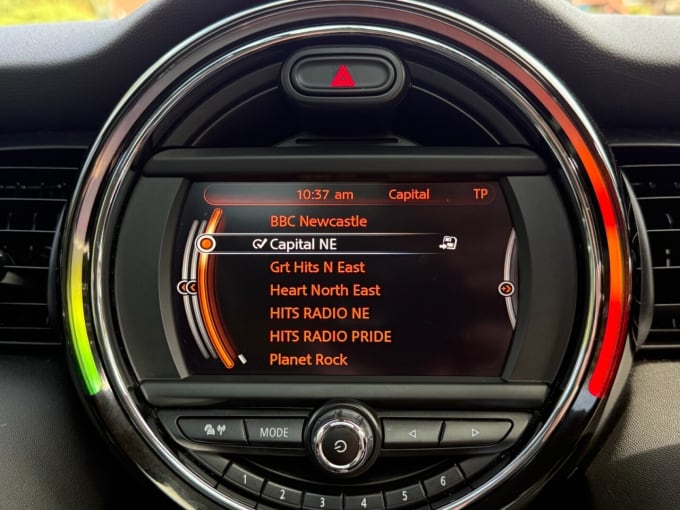 10:37 am Capital TP
BBC Newcastle
Capital NE
Grt Hits N East
Heart North East
HITS RADIO NE
HITS RADIO PRIDE
Planet Rock
MODE
1 2 3 4 5 6